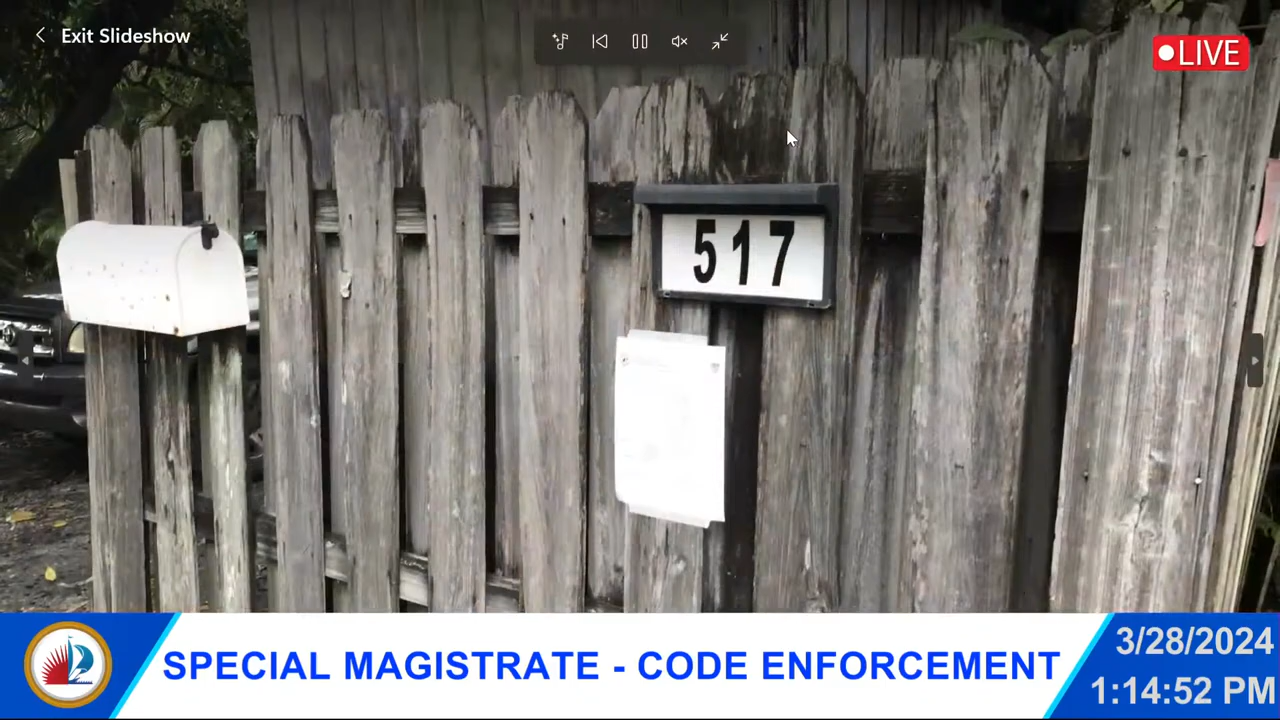 Exit Slideshow
LIVE
517
SPECIAL MAGISTRATE - CODE ENFORCEMENT
3/28/2024
1:14:52 PM